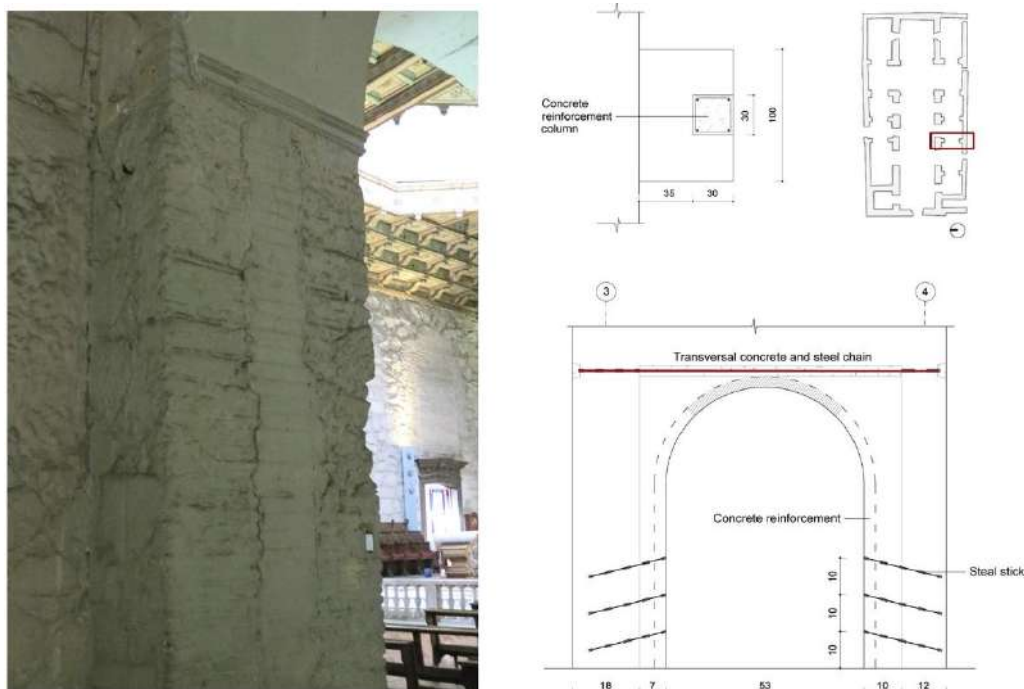 Concrete
reinforcement
column
30
100
35
30
3
4
Transversal concrete and steel chain
Concrete reinforcement
Steal stick
10
10
10
18
7
53
10
12